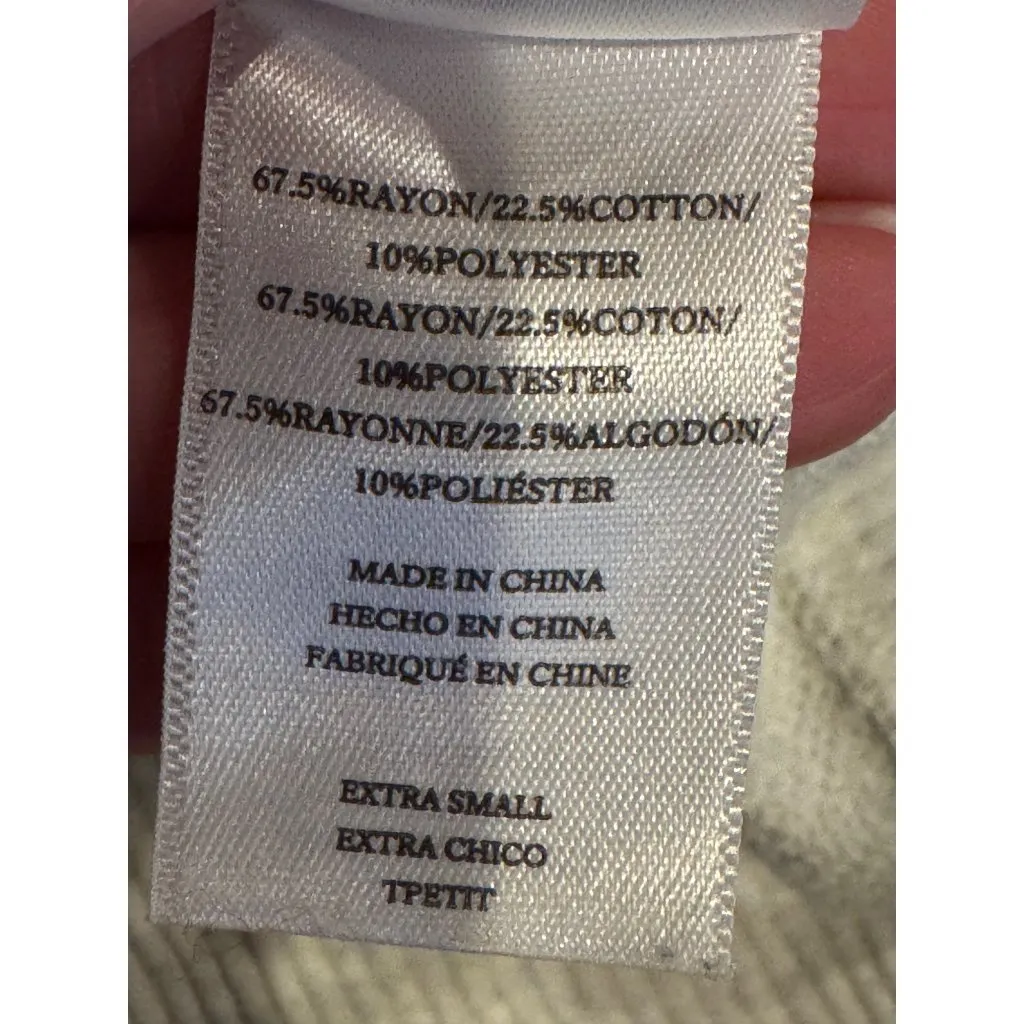 67.5%RAYON/22.5%COTTON/
10%POLYESTER
67.5%RAYON/22.5%COTON/
10%POLYESTER
67.5%RAYONNE/22.5%ALGODÓN/
10%POLIÉSTER
MADE IN CHINA
HECHO EN CHINA
FABRIQUÉ EN CHINE
EXTRA SMALL
EXTRA CHICO
TPETIT